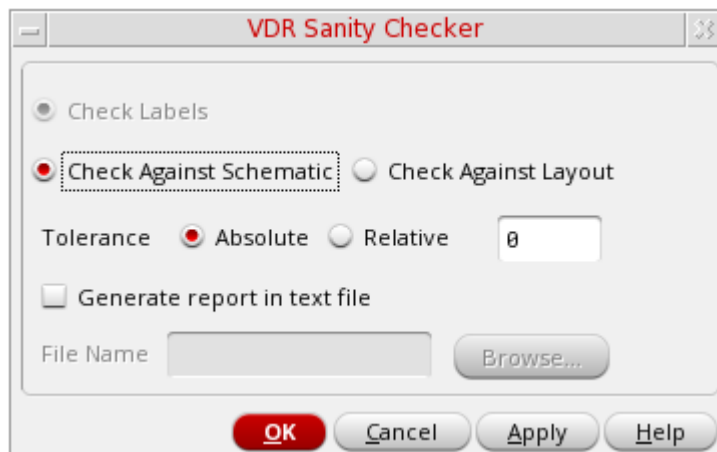 VDR Sanity Checker
Check Labels
Check Against Schematic Check Against Layout
Tolerance Absolute Relative 0
Generate report in text file
File Name Browse...
OK Cancel Apply Help